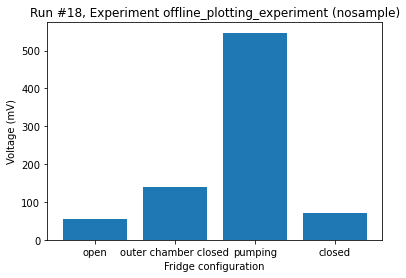 Run #18, Experiment offline_plotting_experiment (nosample)
Voltage (mV)
500
400
300
200
100
0
open outer chamber closed pumping closed
Fridge configuration